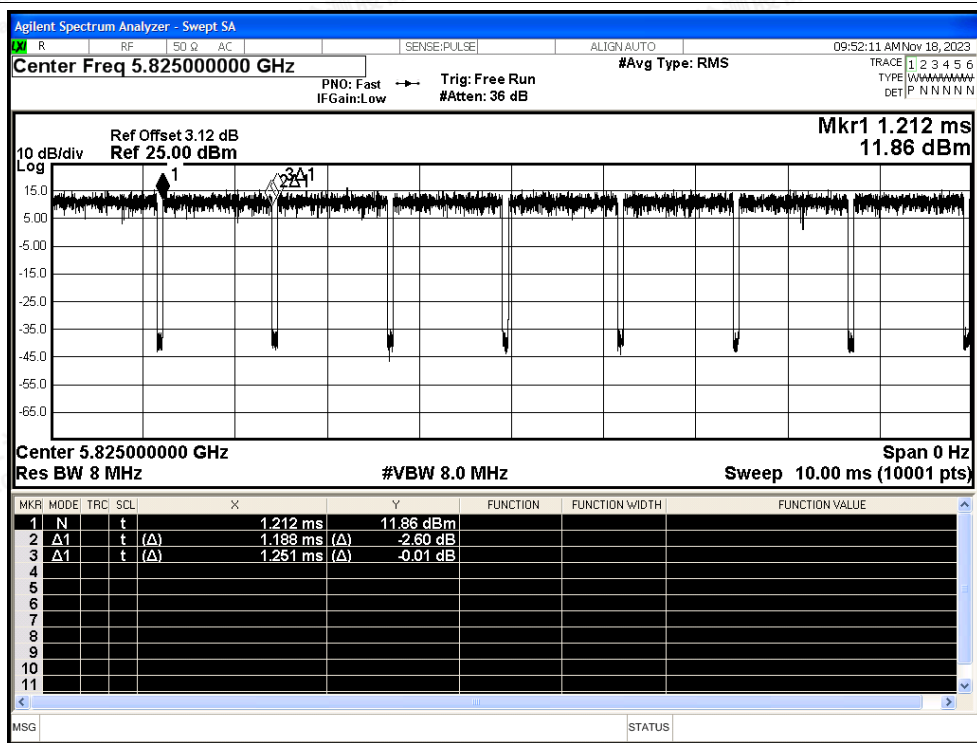 Agilent Spectrum Analyzer - Swept SA
LXI R RF 50 Ω AC SENSE:PULSE ALIGN AUTO 09:52:11 AM Nov 18, 2023
Center Freq 5.825000000 GHz
PNO: Fast
IFGain:Low
Trig: Free Run
#Atten: 36 dB
#Avg Type: RMS
TRACE 1 2 3 4 5 6
TYPE
DET P N N N N N
Mkr1 1.212 ms
11.86 dBm
Ref Offset 3.12 dB
10 dB/div Ref 25.00 dBm
Log
1
2Δ1
3Δ1
15.0
5.00
-5.00
-15.0
-25.0
-35.0
-45.0
-55.0
-65.0
Center 5.825000000 GHz Span 0 Hz
Res BW 8 MHz #VBW 8.0 MHz Sweep 10.00 ms (10001 pts)
MKR MODE TRC SCL X Y FUNCTION FUNCTION WIDTH FUNCTION VALUE
1 N t 1.212 ms 11.86 dBm
2 Δ1 t (Δ) 1.188 ms (Δ) -2.60 dB
3 Δ1 t (Δ) 1.251 ms (Δ) -0.01 dB
4
5
6
7
8
9
10
11
MSG STATUS